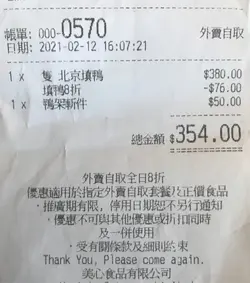 帳單: 000-0570 外賣自取
日期: 2021-02-12 16:07:21
1 x 隻 北京填鴨 $380.00
填鴨8折 -$76.00
1 x 鴨架斬件 $50.00
總金額 $354.00
外賣自取全日8折
優惠適用於指定外賣自取套餐及正價食品
·推廣期有限,停用日期恕不另行通知
·優惠不可與其他優惠或折扣同時
及一併使用
·受有關條款及細則約束
Thank You, Please come again.
美心食品有限公司